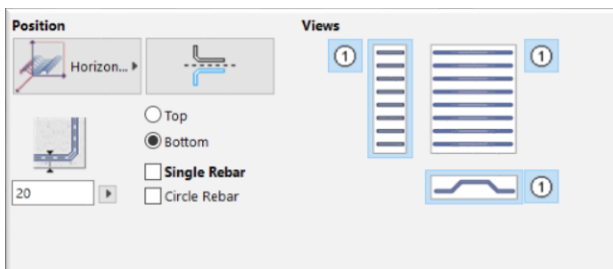 Position
Views
Horizon...
1
1
Top
Bottom
Single Rebar
20
Circle Rebar
1